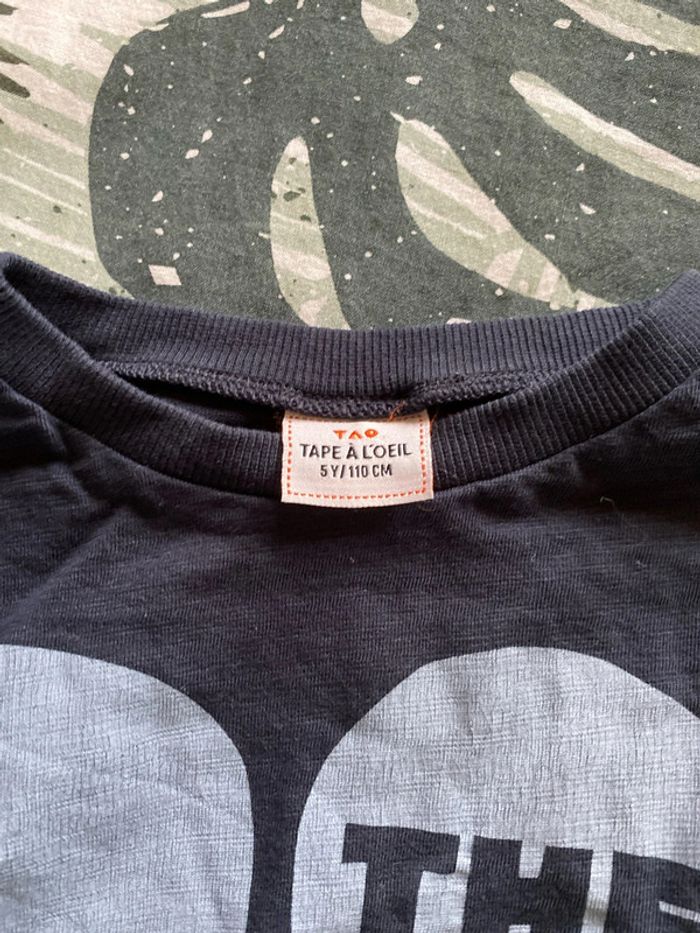 TAO
TAPE À L'OEIL
5 Y/110 CM
THE